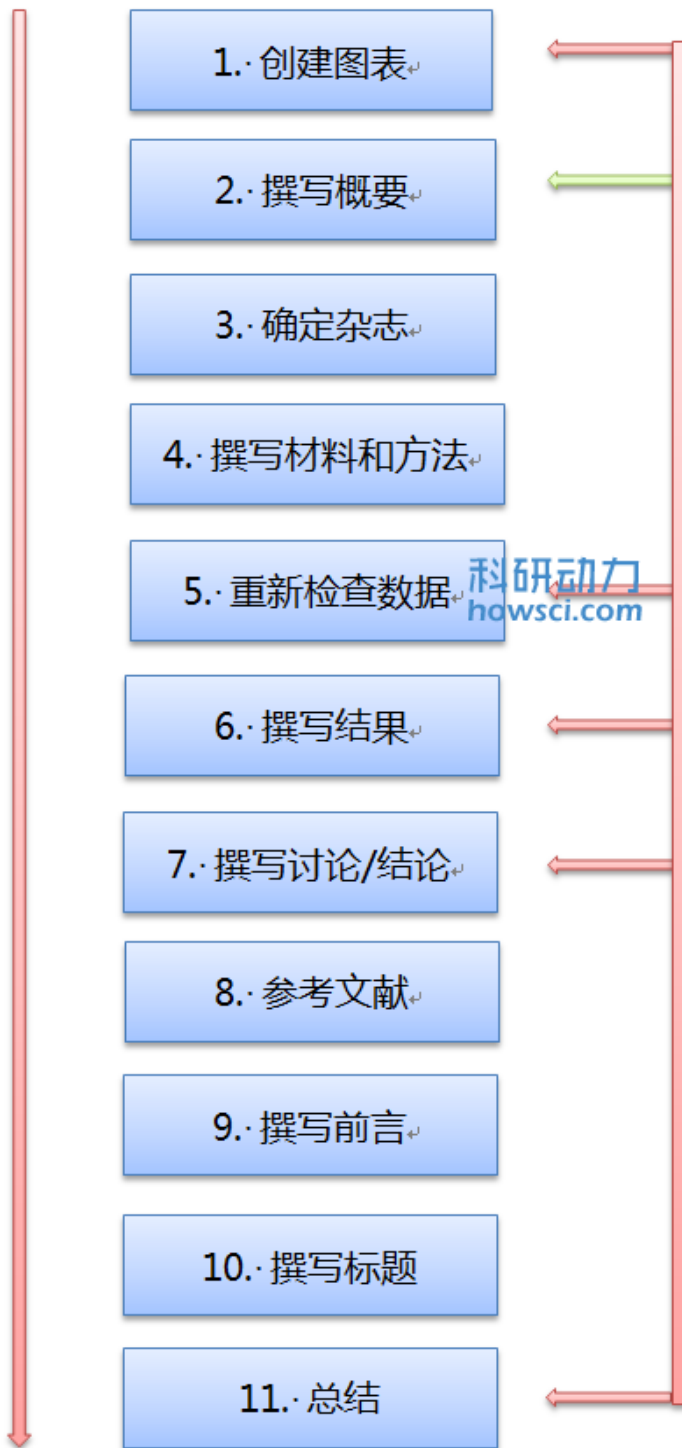 1.· 创建图表↵
2.· 撰写概要↵
3.· 确定杂志↵
4.· 撰写材料和方法↵
5.· 重新检查数据↵
科研动力
howsci.com
6.· 撰写结果↵
7.· 撰写讨论/结论↵
8.· 参考文献↵
9.· 撰写前言↵
10.· 撰写标题
11.· 总结